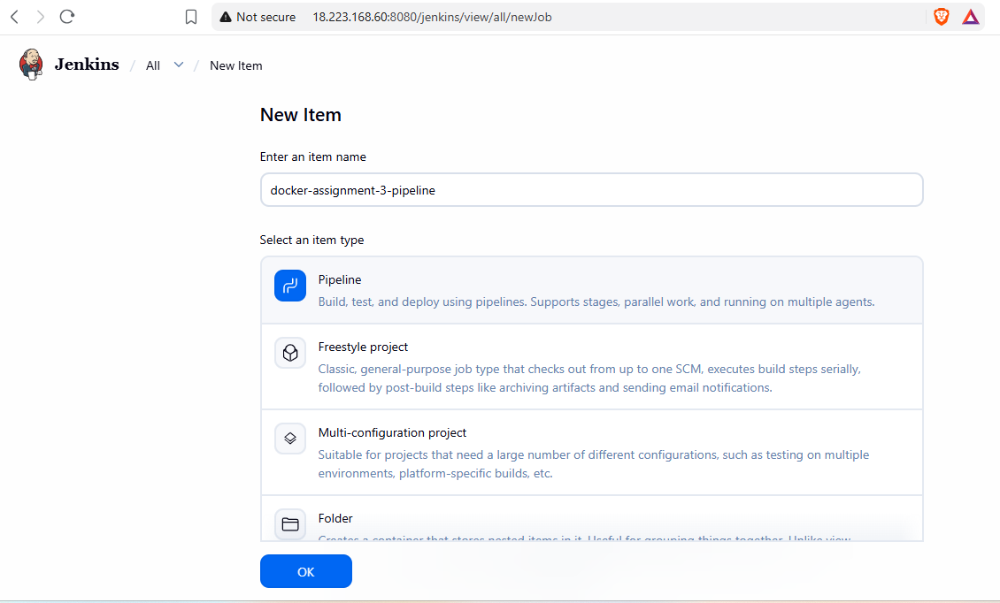 Not secure 18.223.168.60:8080/jenkins/view/all/newJob
Jenkins / All / New Item
New Item
Enter an item name
docker-assignment-3-pipeline
Select an item type
Pipeline
Build, test, and deploy using pipelines. Supports stages, parallel work, and running on multiple agents.
Freestyle project
Classic, general-purpose job type that checks out from up to one SCM, executes build steps serially,
followed by post-build steps like archiving artifacts and sending email notifications.
Multi-configuration project
Suitable for projects that need a large number of different configurations, such as testing on multiple
environments, platform-specific builds, etc.
Folder
Creates a container that stores nested items in it. Useful for grouping things together. Unlike view,
OK